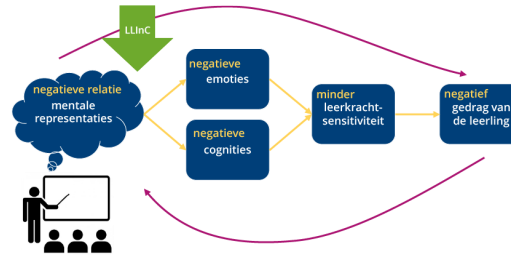 LLInC
negatieve relatie
mentale
representaties
negatieve
emoties
negatieve
cognities
minder
leerkracht-
sensitiviteit
negatief
gedrag van
de leerling